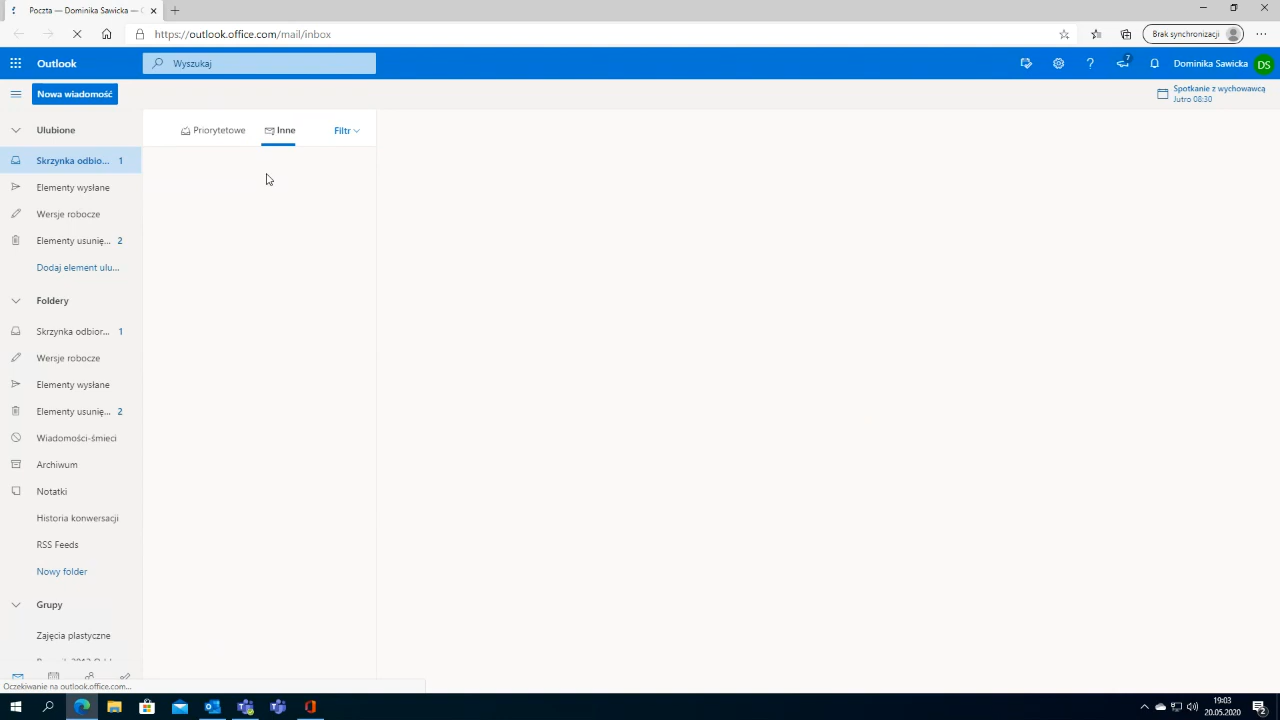 Poczta — Dominika Sawicka —
https://outlook.office.com/mail/inbox
Brak synchronizacji
Outlook
Wyszukaj
7
Dominika Sawicka
DS
Nowa wiadomość
Spotkanie z wychowawcą
Jutro 08:30
Ulubione
Priorytetowe
Inne
Filtr
Skrzynka odbio... 1
Elementy wysłane
Wersje robocze
Elementy usunię... 2
Dodaj element ulu...
Foldery
Skrzynka odbior... 1
Wersje robocze
Elementy wysłane
Elementy usunię... 2
Wiadomości-śmieci
Archiwum
Notatki
Historia konwersacji
RSS Feeds
Nowy folder
Grupy
Zajęcia plastyczne
Oczekiwanie na outlook.office.com...
19:03
20.05.2020
2